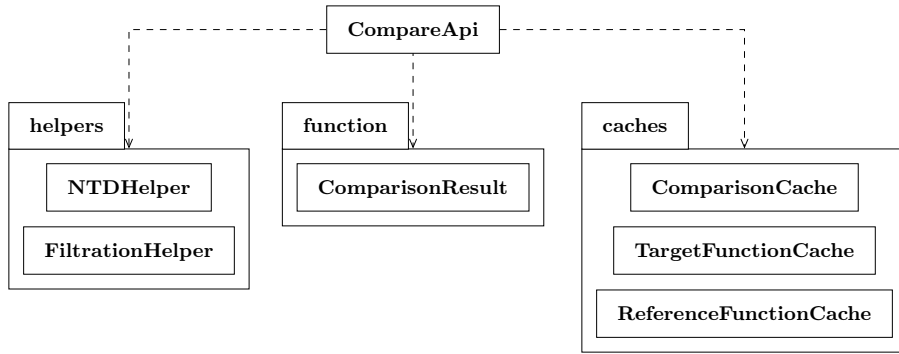 CompareApi
helpers
function
caches
NTDHelper
ComparisonResult
ComparisonCache
FiltrationHelper
TargetFunctionCache
ReferenceFunctionCache